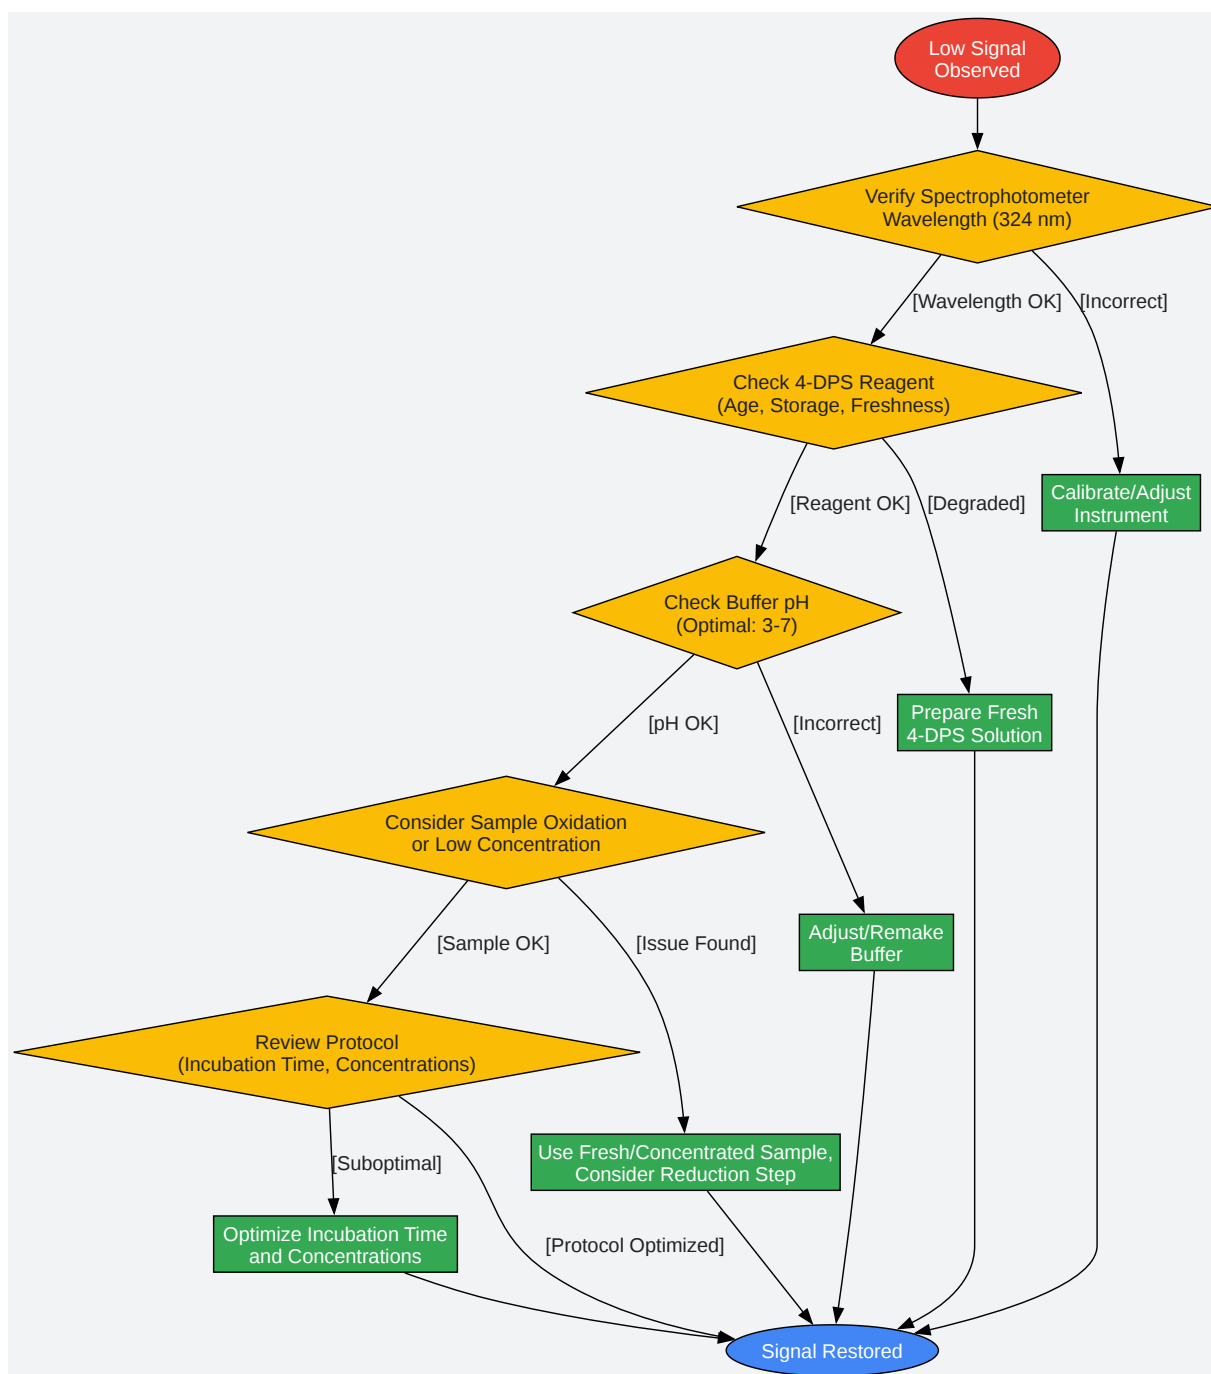 Low Signal
Observed
Verify Spectrophotometer
Wavelength (324 nm)
[Wavelength OK]
[Incorrect]
Check 4-DPS Reagent
(Age, Storage, Freshness)
[Reagent OK]
[Degraded]
Calibrate/Adjust
Instrument
Check Buffer pH
(Optimal: 3-7)
[pH OK]
[Incorrect]
Prepare Fresh
4-DPS Solution
Consider Sample Oxidation
or Low Concentration
[Sample OK]
[Issue Found]
Adjust/Remake
Buffer
Review Protocol
(Incubation Time, Concentrations)
[Suboptimal]
Use Fresh/Concentrated Sample,
Consider Reduction Step
Optimize Incubation Time
and Concentrations
[Protocol Optimized]
Signal Restored